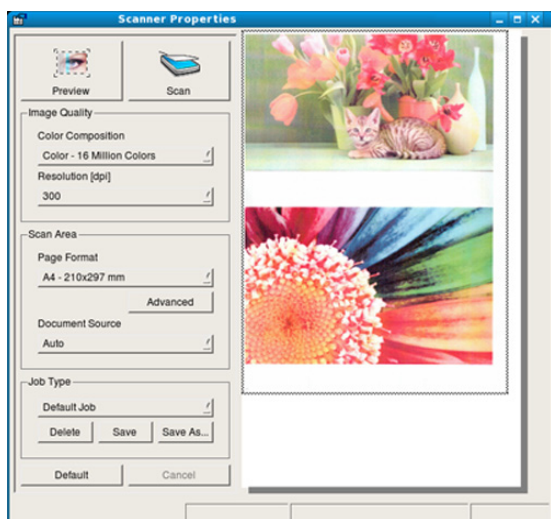 Scanner Properties
Preview
Scan
Image Quality
Color Composition
Color - 16 Million Colors
Resolution [dpi]
300
Scan Area
Page Format
A4 - 210x297 mm
Advanced
Document Source
Auto
Job Type
Default Job
Delete
Save
Save As...
Default
Cancel